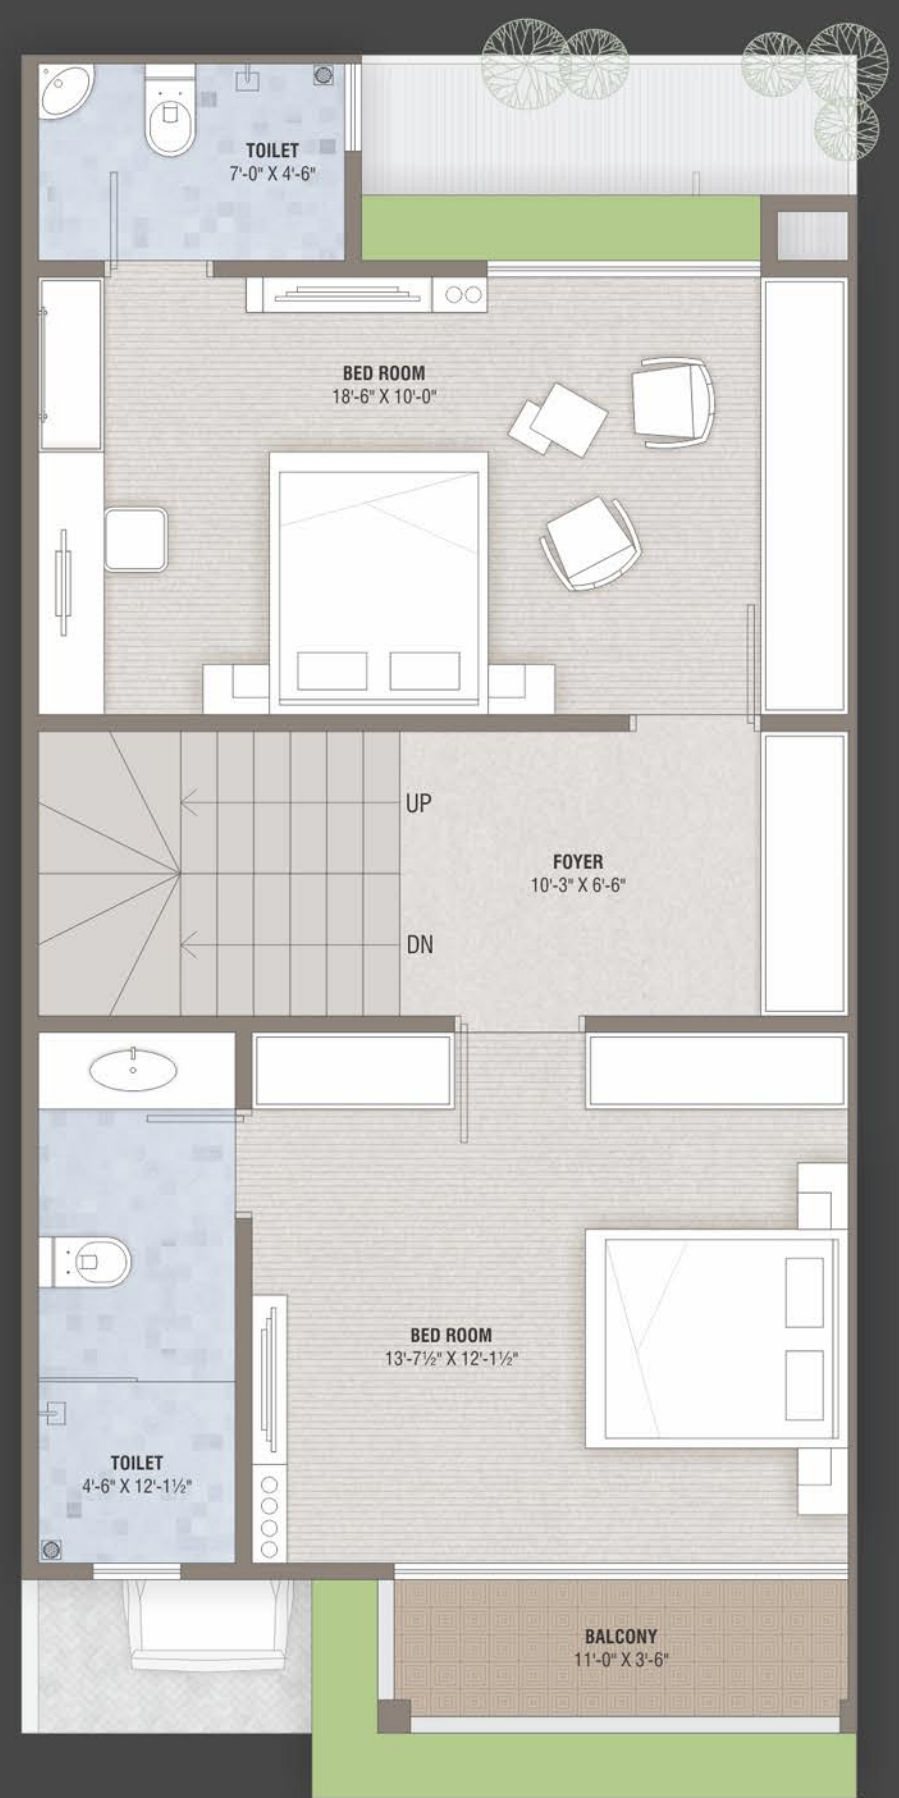 TOILET
7'-0" X 4'-6"
BED ROOM
18'-6" X 10'-0"
UP
FOYER
10'-3" X 6'-6"
DN
BED ROOM
13'-7½" X 12'-1½"
TOILET
4'-6" X 12'-1½"
BALCONY
11'-0" X 3'-6"